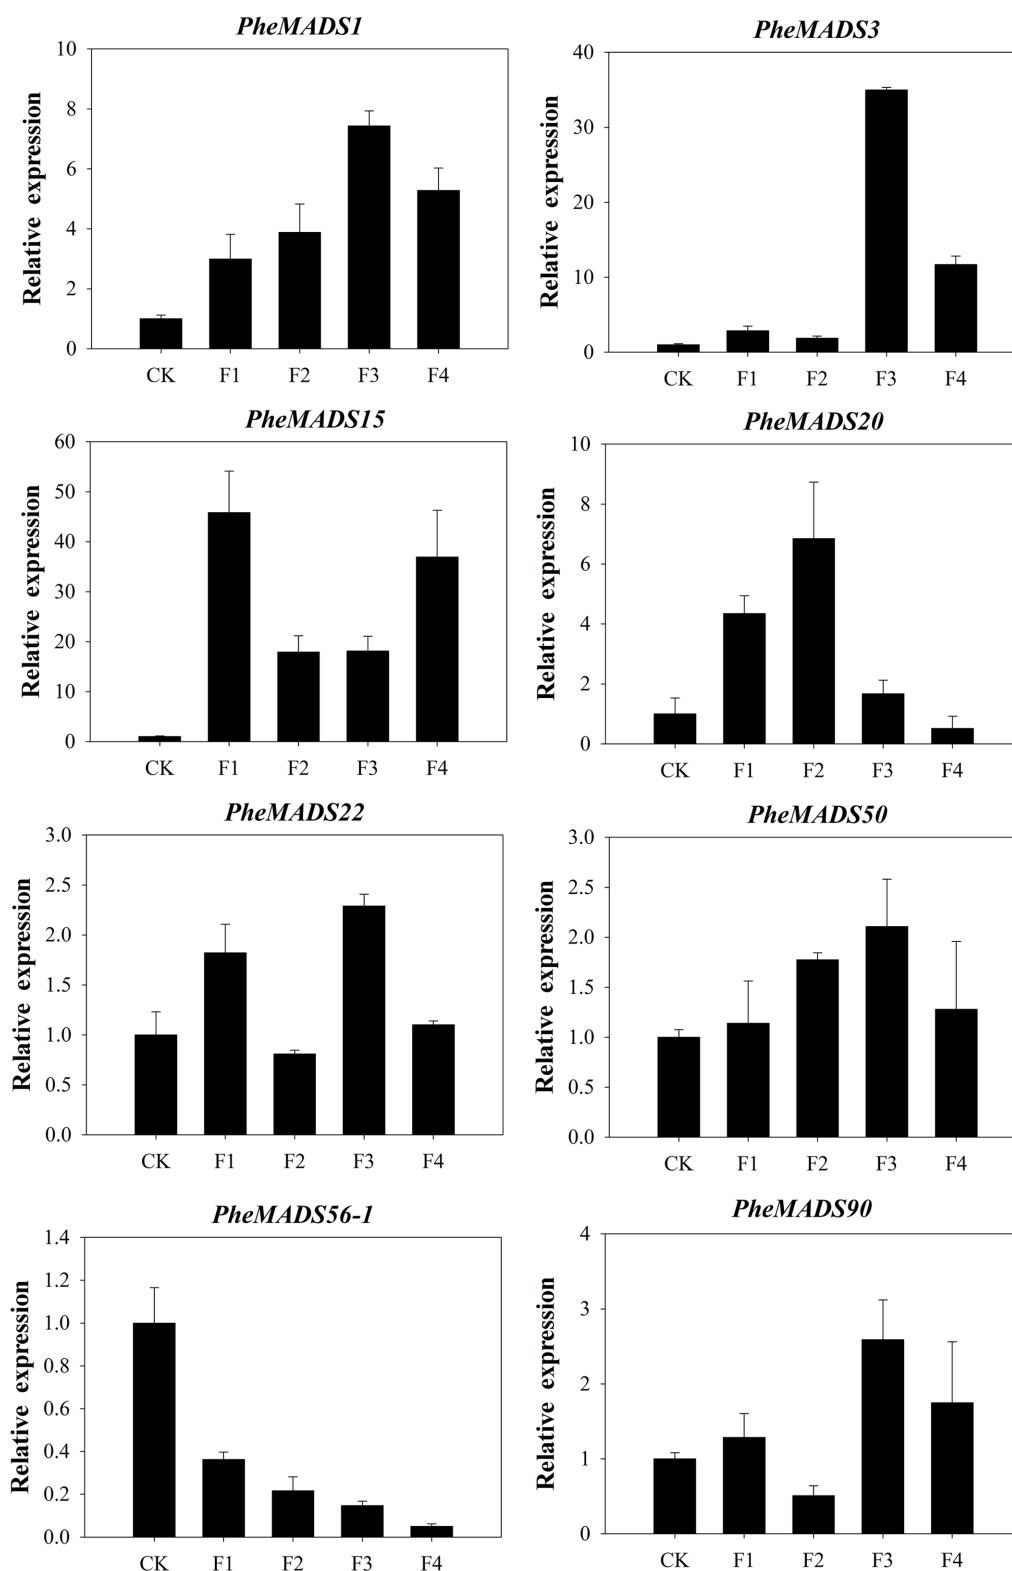 PheMADS1
Relative expression
10
8
6
4
2
0
CK F1 F2 F3 F4
PheMADS3
Relative expression
40
30
20
10
0
CK F1 F2 F3 F4
PheMADS15
Relative expression
60
50
40
30
20
10
0
CK F1 F2 F3 F4
PheMADS20
Relative expression
10
8
6
4
2
0
CK F1 F2 F3 F4
PheMADS22
Relative expression
3.0
2.5
2.0
1.5
1.0
0.5
0.0
CK F1 F2 F3 F4
PheMADS50
Relative expression
3.0
2.5
2.0
1.5
1.0
0.5
0.0
CK F1 F2 F3 F4
PheMADS56-1
Relative expression
1.4
1.2
1.0
0.8
0.6
0.4
0.2
0.0
CK F1 F2 F3 F4
PheMADS90
Relative expression
4
3
2
1
0
CK F1 F2 F3 F4